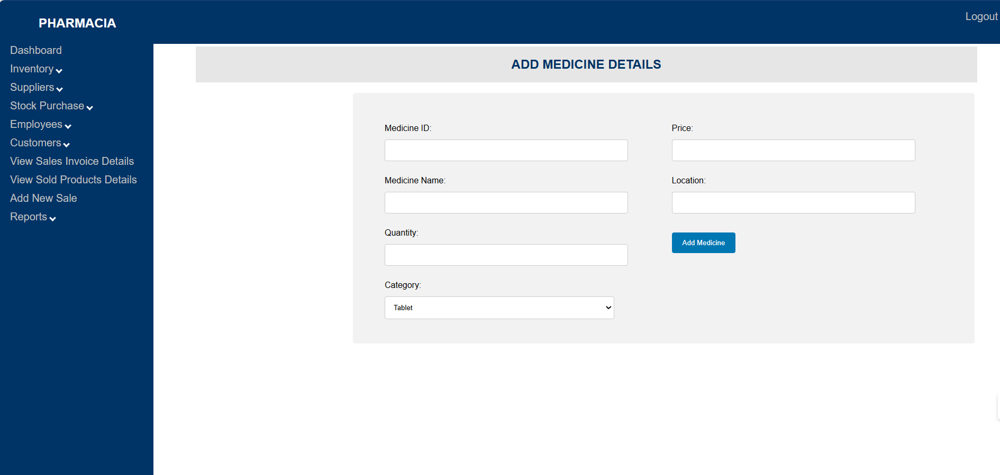 PHARMACIA
Logout
Dashboard
Inventory
Suppliers
Stock Purchase
Employees
Customers
View Sales Invoice Details
View Sold Products Details
Add New Sale
Reports
ADD MEDICINE DETAILS
Medicine ID:
Medicine Name:
Quantity:
Category:
Tablet
Price:
Location:
Add Medicine